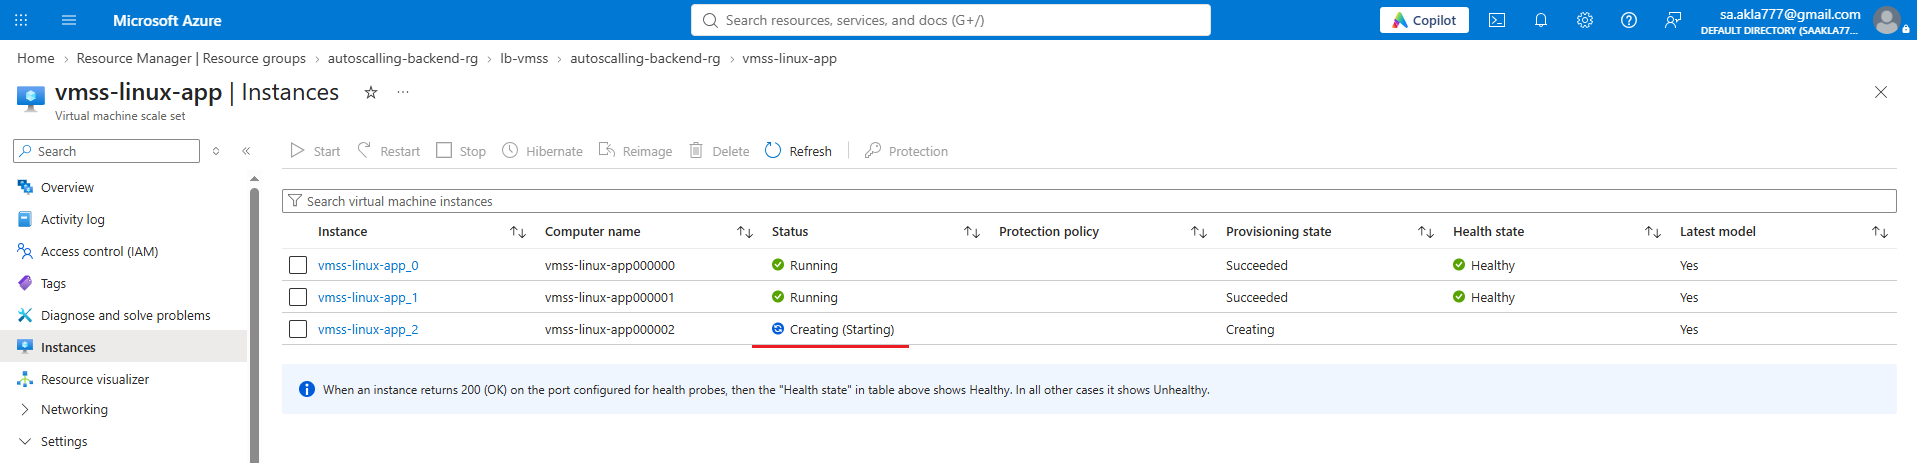 Microsoft Azure
Search resources, services, and docs (G+/)
Copilot
sa.akla777@gmail.com
DEFAULT DIRECTORY (SAAKLA77...
Home > Resource Manager | Resource groups > autoscalling-backend-rg > lb-vmss > autoscalling-backend-rg > vmss-linux-app
vmss-linux-app | Instances
Virtual machine scale set
Search
Start Restart Stop Hibernate Reimage Delete Refresh Protection
Overview
Activity log
Access control (IAM)
Tags
Diagnose and solve problems
Instances
Resource visualizer
Networking
Settings
Search virtual machine instances
Instance Computer name Status Protection policy Provisioning state Health state Latest model
vmss-linux-app_0 vmss-linux-app000000 Running Succeeded Healthy Yes
vmss-linux-app_1 vmss-linux-app000001 Running Succeeded Healthy Yes
vmss-linux-app_2 vmss-linux-app000002 Creating (Starting) Creating Yes
When an instance returns 200 (OK) on the port configured for health probes, then the "Health state" in table above shows Healthy. In all other cases it shows Unhealthy.